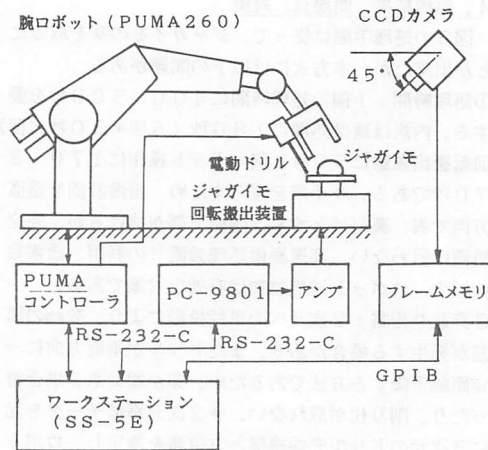 腕ロボット(PUMA260)
CCDカメラ
45°
電動ドリル
ジャガイモ
ジャガイモ
回転搬出装置
PUMA
コントローラ
PC-9801
アンプ
フレームメモリ
RS-232-C
RS-232-C
GPIB
ワークステーション
(SS-5E)